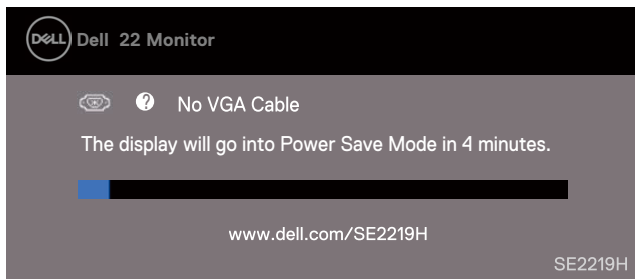 DELL Dell 22 Monitor
? No VGA Cable
The display will go into Power Save Mode in 4 minutes.
www.dell.com/SE2219H
SE2219H